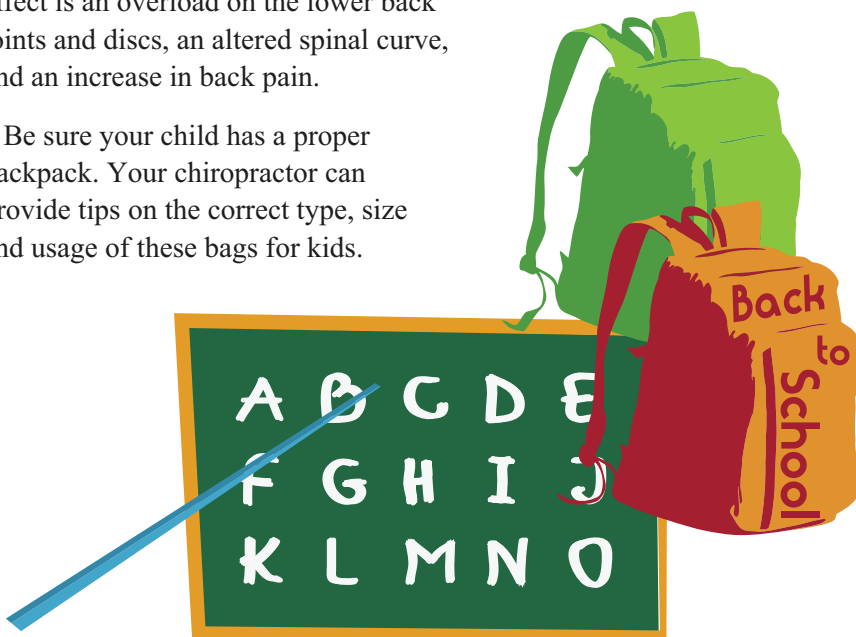 ffect is an overload on the lower back
oints and discs, an altered spinal curve,
nd an increase in back pain.
Be sure your child has a proper
ackpack. Your chiropractor can
rovide tips on the correct type, size
nd usage of these bags for kids.
Back
to
School
A B C D E
F G H I J
K L M N O